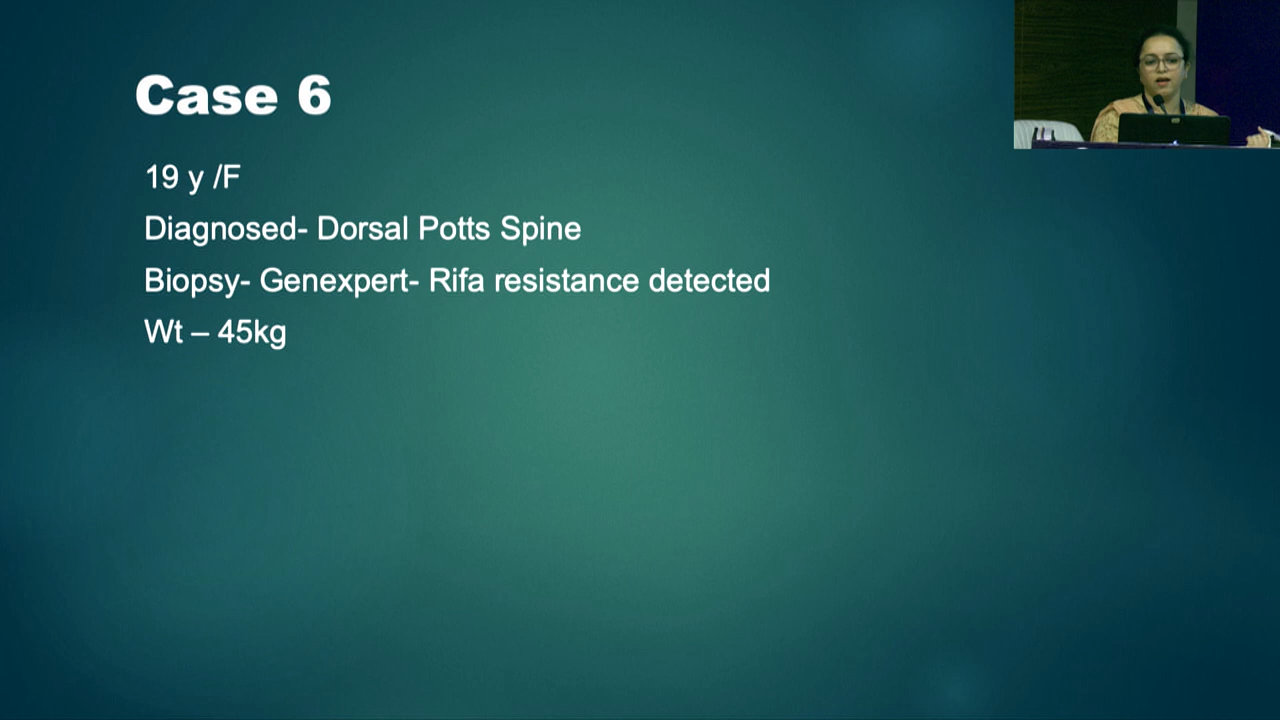 Case 6
19 y /F
Diagnosed- Dorsal Potts Spine
Biopsy- Genexpert- Rifa resistance detected
Wt – 45kg